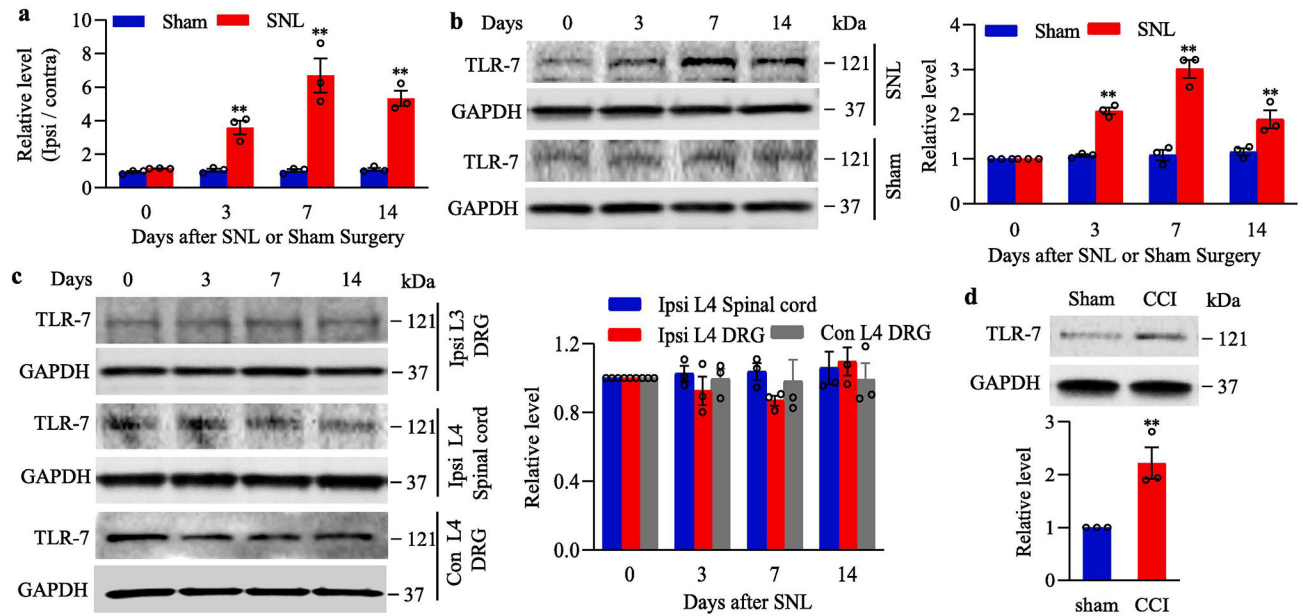 a
Sham SNL
Relative level
(Ipsi / contra)
10
8
6
4
2
0
** ** **
0 3 7 14
Days after SNL or Sham Surgery
b
Days 0 3 7 14 kDa
TLR-7 – 121
GAPDH – 37
SNL
TLR-7 – 121
GAPDH – 37
Sham
Sham SNL
Relative level
4
3
2
1
0
** ** **
0 3 7 14
Days after SNL or Sham Surgery
c
Days 0 3 7 14 kDa
TLR-7 – 121
GAPDH – 37
Ipsi L3
DRG
TLR-7 – 121
GAPDH – 37
Ipsi L4
Spinal cord
TLR-7 – 121
GAPDH – 37
Con L4
DRG
Ipsi L4 Spinal cord
Ipsi L4 DRG Con L4 DRG
Relative level
1.2
0.8
0.4
0.0
0 3 7 14
Days after SNL
d
Sham CCI kDa
TLR-7 – 121
GAPDH – 37
Relative level
3
2
1
0
**
sham CCI